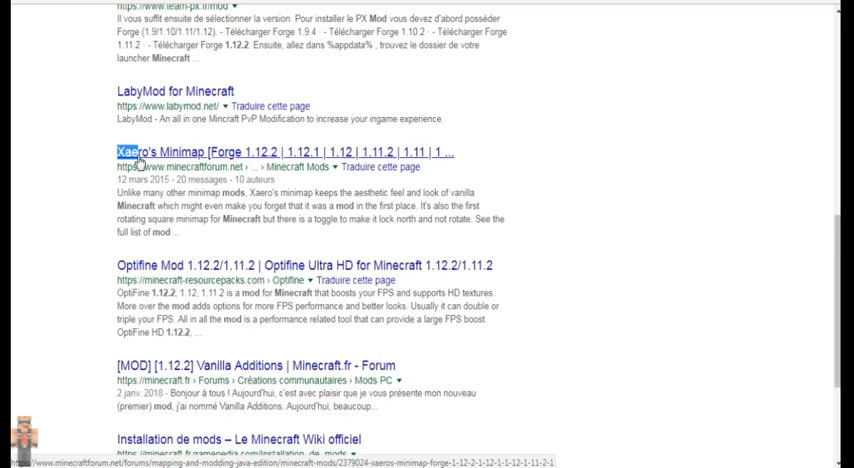 https://www.team-px.fr/mod ▾
Il vous suffit ensuite de sélectionner la version. Pour installer le PX Mod vous devez d'abord posséder
Forge (1.9/1.10/1.11/1.12). - Télécharger Forge 1.9.4 · - Télécharger Forge 1.10.2 · - Télécharger Forge
1.11.2 · - Télécharger Forge 1.12.2. Ensuite, allez dans %appdata% , trouvez le dossier de votre
launcher Minecraft ...
LabyMod for Minecraft
https://www.labymod.net/ ▾ Traduire cette page
LabyMod - An all in one Mincraft PvP Modification to increase your ingame experience.
Xaero's Minimap [Forge 1.12.2 | 1.12.1 | 1.12 | 1.11.2 | 1.11 | 1 ...
https://www.minecraftforum.net › ... › Minecraft Mods ▾ Traduire cette page
12 mars 2015 - 20 messages - 10 auteurs
Unlike many other minimap mods, Xaero's minimap keeps the aesthetic feel and look of vanilla
Minecraft which might even make you forget that it was a mod in the first place. It's also the first
rotating square minimap for Minecraft but there is a toggle to make it lock north and not rotate. See the
full list of mod ...
Optifine Mod 1.12.2/1.11.2 | Optifine Ultra HD for Minecraft 1.12.2/1.11.2
https://minecraft-resourcepacks.com › Optifine ▾ Traduire cette page
OptiFine 1.12.2, 1.12, 1.11.2 is a mod for Minecraft that boosts your FPS and supports HD textures.
More over the mod adds options for more FPS performance and better looks. Usually it can double or
triple your FPS. All in all the mod is a performance related tool that can provide a large FPS boost.
OptiFine HD 1.12.2, ...
[MOD] [1.12.2] Vanilla Additions | Minecraft.fr - Forum
https://minecraft.fr › Forums › Créations communautaires › Mods PC ▾
2 janv. 2018 - Bonjour à tous ! Aujourd'hui, c'est avec plaisir que je vous présente mon nouveau
(premier) mod, j'ai nommé Vanilla Additions. Aujourd'hui, beaucoup...
Installation de mods – Le Minecraft Wiki officiel
https://minecraft-fr.gamepedia.com/Installation_de_mods ▾
https://www.minecraftforum.net/forums/mapping-and-modding-java-edition/minecraft-mods/2379024-xaeros-minimap-forge-1-12-2-1-12-1-1-12-1-11-2-1